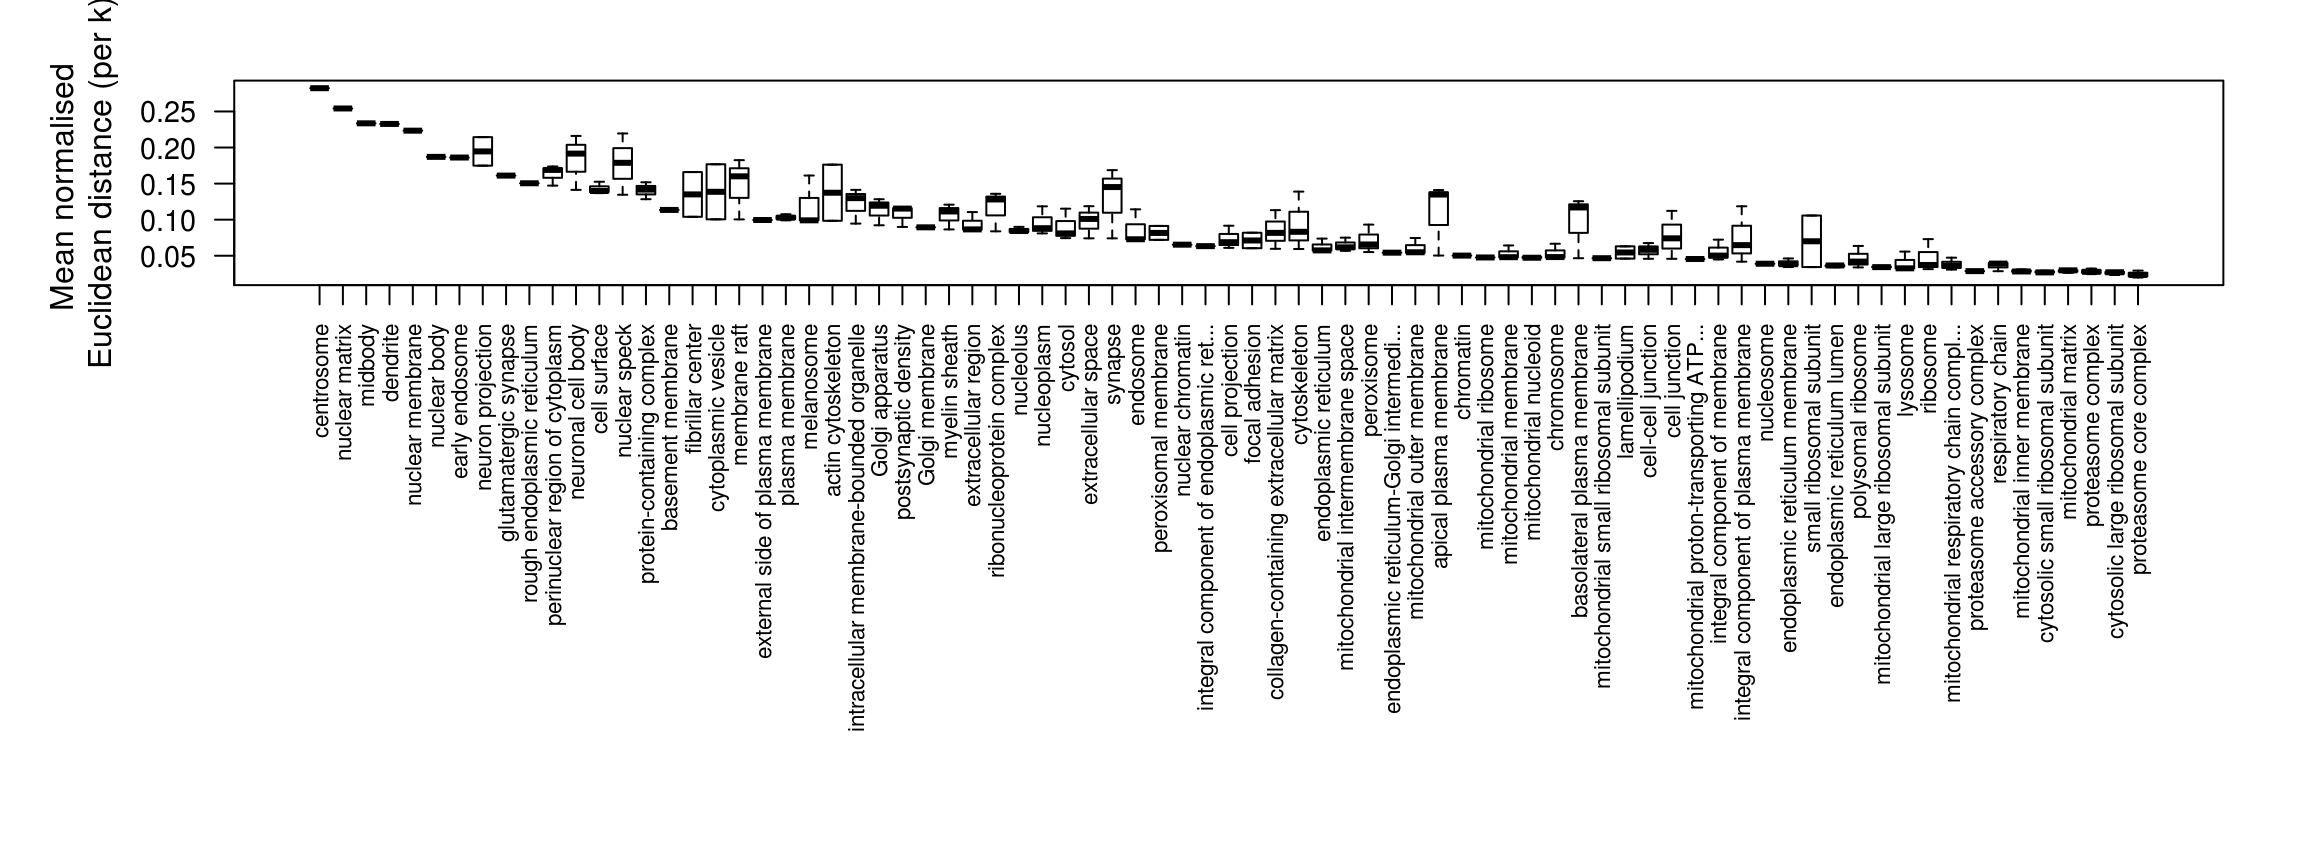 Mean normalised
Euclidean distance (per k)
0.25
0.20
0.15
0.10
0.05
centrosome
nuclear matrix
midbody
dendrite
nuclear membrane
nuclear body
early endosome
neuron projection
glutamatergic synapse
rough endoplasmic reticulum
perinuclear region of cytoplasm
neuronal cell body
cell surface
nuclear speck
protein-containing complex
basement membrane
fibrillar center
cytoplasmic vesicle
membrane raft
external side of plasma membrane
plasma membrane
melanosome
actin cytoskeleton
intracellular membrane-bounded organelle
Golgi apparatus
postsynaptic density
Golgi membrane
myelin sheath
extracellular region
ribonucleoprotein complex
nucleolus
nucleoplasm
cytosol
extracellular space
synapse
endosome
peroxisomal membrane
nuclear chromatin
integral component of endoplasmic ret...
cell projection
focal adhesion
collagen-containing extracellular matrix
cytoskeleton
endoplasmic reticulum
mitochondrial intermembrane space
peroxisome
endoplasmic reticulum-Golgi intermedi...
mitochondrial outer membrane
apical plasma membrane
chromatin
mitochondrial ribosome
mitochondrial membrane
mitochondrial nucleoid
chromosome
basolateral plasma membrane
mitochondrial small ribosomal subunit
lamellipodium
cell-cell junction
cell junction
mitochondrial proton-transporting ATP...
integral component of membrane
integral component of plasma membrane
nucleosome
endoplasmic reticulum membrane
small ribosomal subunit
endoplasmic reticulum lumen
polysomal ribosome
mitochondrial large ribosomal subunit
lysosome
ribosome
mitochondrial respiratory chain compl...
proteasome accessory complex
respiratory chain
mitochondrial inner membrane
cytosolic small ribosomal subunit
mitochondrial matrix
proteasome complex
cytosolic large ribosomal subunit
proteasome core complex